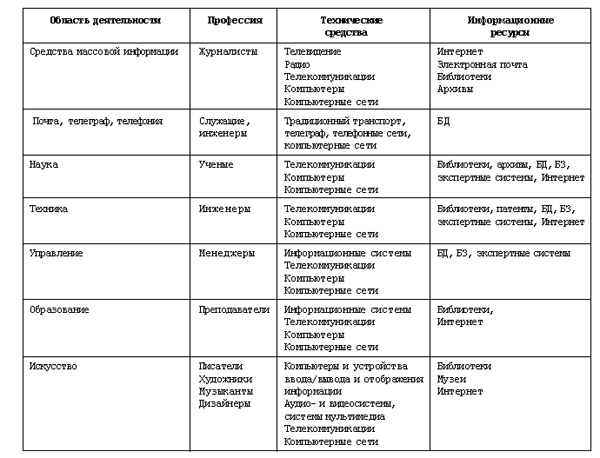 Область деятельности
Профессия
Технические
средства
Информационные
ресурсы
Средства массовой информации
Журналисты
Телевидение
Радио
Телекоммуникации
Компьютеры
Компьютерные сети
Интернет
Электронная почта
Библиотеки
Архивы
Почта, телеграф, телефония
Служащие,
инженеры
Традиционный транспорт,
телеграф, телефонные сети,
компьютерные сети
БД
Наука
Ученые
Телекоммуникации
Компьютеры
Компьютерные сети
Библиотеки, архивы, БД, БЗ,
экспертные системы, Интернет
Техника
Инженеры
Телекоммуникации
Компьютеры
Компьютерные сети
Библиотеки, патенты, БД, БЗ,
экспертные системы, Интернет
Управление
Менеджеры
Информационные системы
Телекоммуникации
Компьютеры
Компьютерные сети
БД, БЗ, экспертные системы
Образование
Преподаватели
Информационные системы
Телекоммуникации
Компьютеры
Компьютерные сети
Библиотеки,
Интернет
Искусство
Писатели
Художники
Музыканты
Дизайнеры
Компьютеры и устройства
ввода/вывода и отображения
информации
Аудио- и видеосистемы,
системы мультимедиа
Телекоммуникации
Компьютерные сети
Библиотеки
Музеи
Интернет